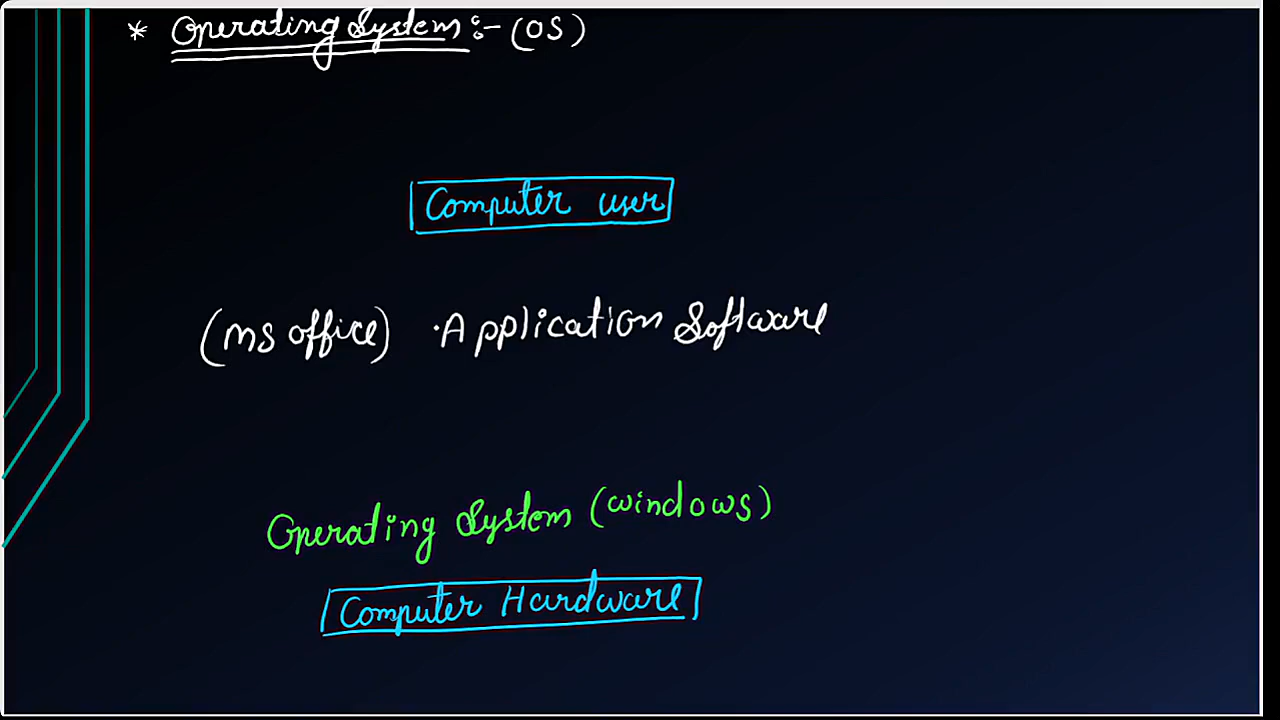 * Operating System :- (OS)
Computer user
(MS office) · Application Software
Operating System (windows)
Computer Hardware